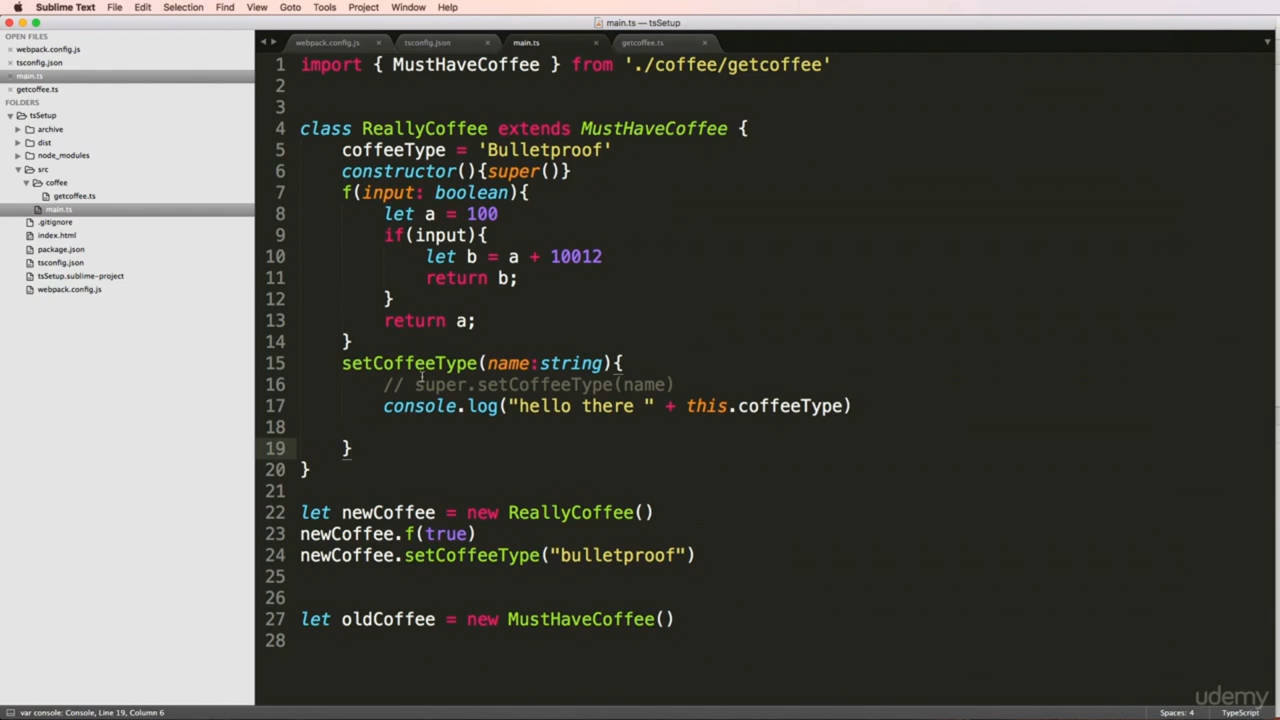 Sublime Text File Edit Selection Find View Goto Tools Project Window Help
main.ts — tsSetup
OPEN FILES
webpack.config.js
tsconfig.json
main.ts
getcoffee.ts
FOLDERS
tsSetup
archive
dist
node_modules
src
coffee
getcoffee.ts
main.ts
.gitignore
index.html
package.json
tsconfig.json
tsSetup.sublime-project
webpack.config.js
webpack.config.js × tsconfig.json × main.ts × getcoffee.ts ×
1 import { MustHaveCoffee } from './coffee/getcoffee'
2
3
4 class ReallyCoffee extends MustHaveCoffee {
5 coffeeType = 'Bulletproof'
6 constructor(){super()}
7 f(input: boolean){
8 let a = 100
9 if(input){
10 let b = a + 10012
11 return b;
12 }
13 return a;
14 }
15 setCoffeeType(name:string){
16 // super.setCoffeeType(name)
17 console.log("hello there " + this.coffeeType)
18
19 }
20 }
21
22 let newCoffee = new ReallyCoffee()
23 newCoffee.f(true)
24 newCoffee.setCoffeeType("bulletproof")
25
26
27 let oldCoffee = new MustHaveCoffee()
28
udemy
var console: Console, Line 19, Column 6 Spaces: 4 TypeScript